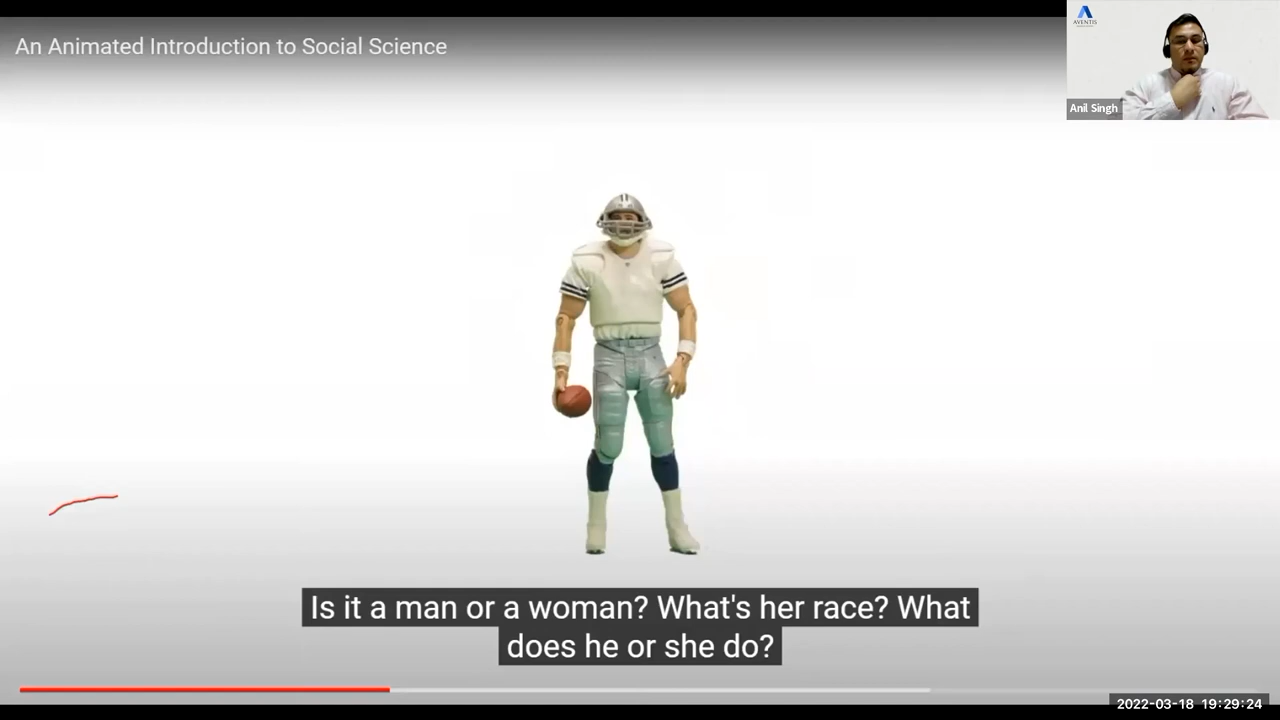 An Animated Introduction to Social Science
AVENTIS
Anil Singh
Is it a man or a woman? What's her race? What
does he or she do?
2022-03-18 19:29:24